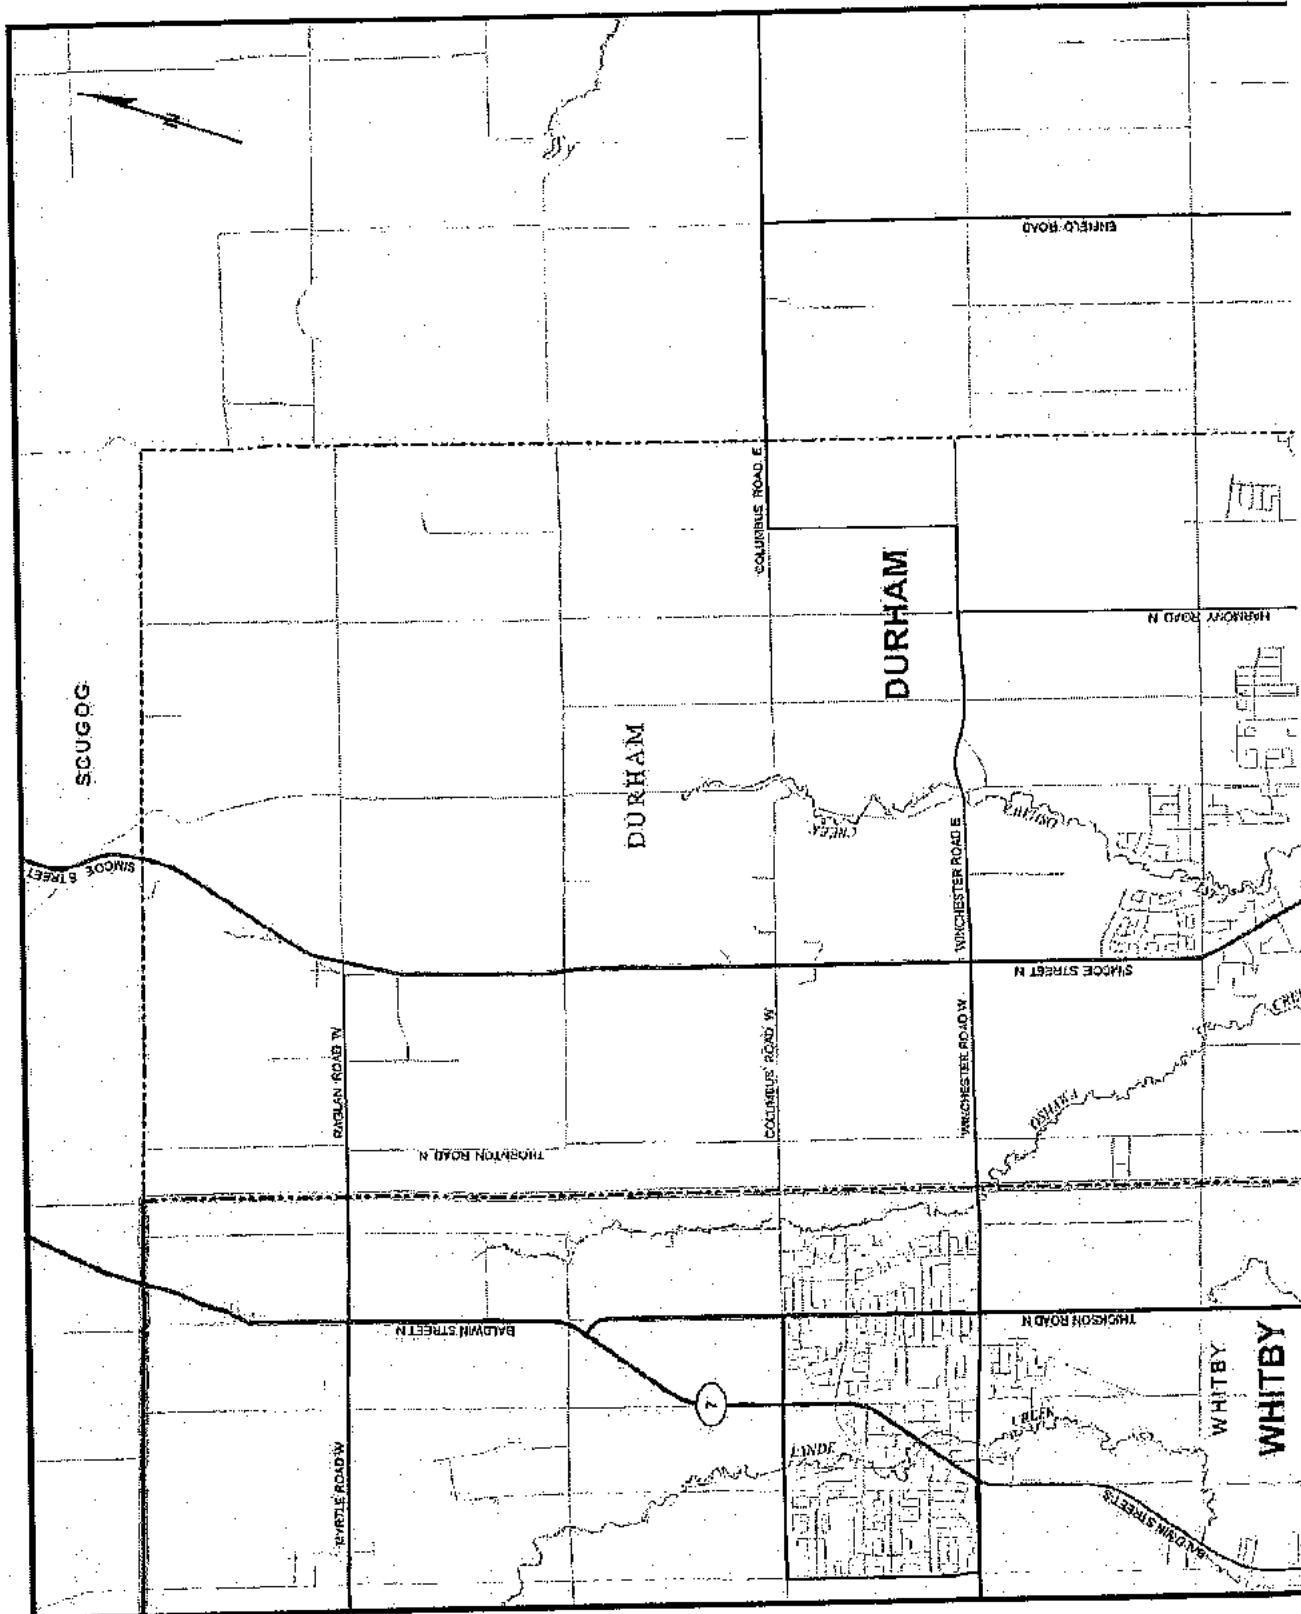 N
ENFIELD ROAD
COLUMBUS ROAD E
DURHAM
HARMONY ROAD N
SCUGOG
DURHAM
CREEK
WINCHESTER ROAD E
SIMCOE STREET
SIMCOE STREET N
RAGLAN ROAD W
COLUMBUS ROAD W
WINCHESTER ROAD W
OSHAWA
THORNTON ROAD N
BALDWIN STREET N
THICKSON ROAD N
7
WHITBY
WHITBY
LYNDE
CREEK
MYRTLE ROAD W
BALDWIN STREET S